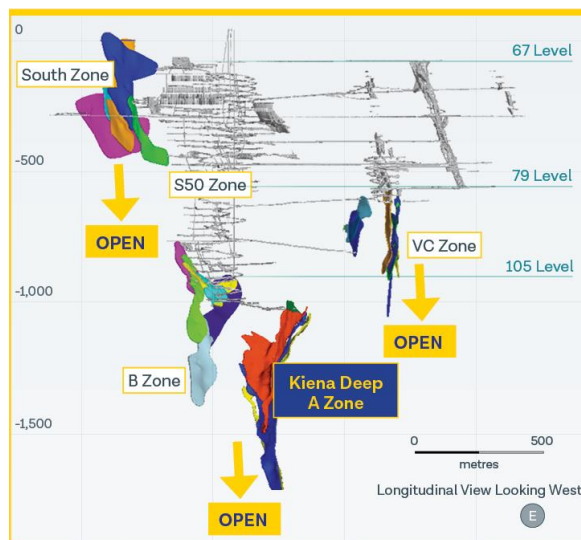 0
67 Level
South Zone
-500
79 Level
S50 Zone
OPEN
VC Zone
105 Level
-1,000
OPEN
B Zone
Kiena Deep
A Zone
-1,500
0 500
metres
Longitudinal View Looking West
OPEN
E